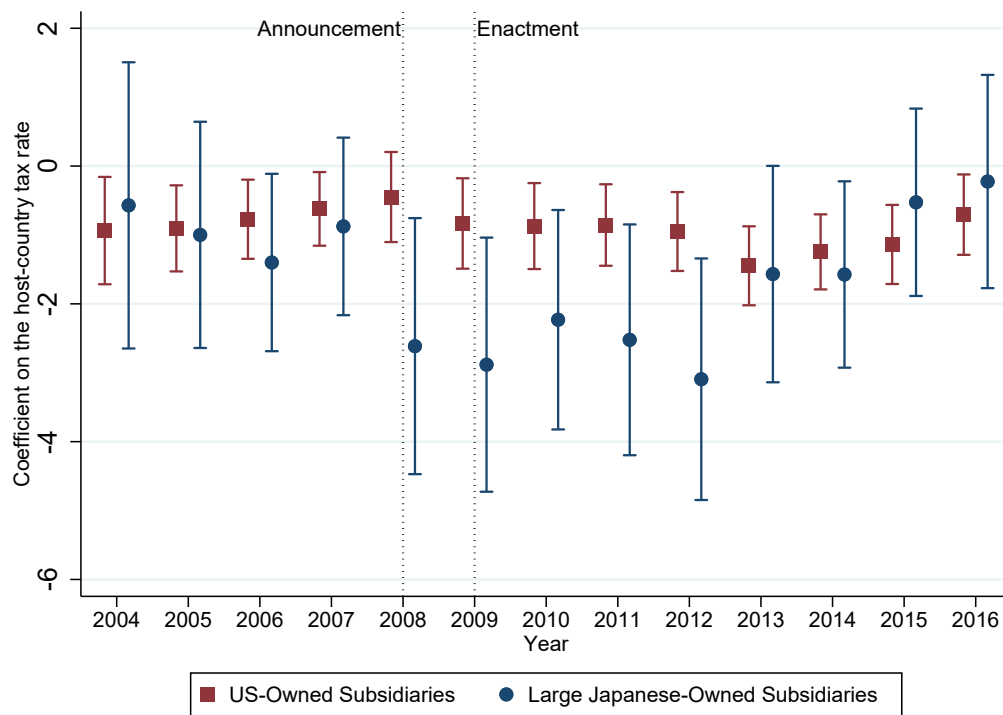 Announcement Enactment
Coefficient on the host-country tax rate
2
0
-2
-4
-6
2004 2005 2006 2007 2008 2009 2010 2011 2012 2013 2014 2015 2016
Year
US-Owned Subsidiaries Large Japanese-Owned Subsidiaries